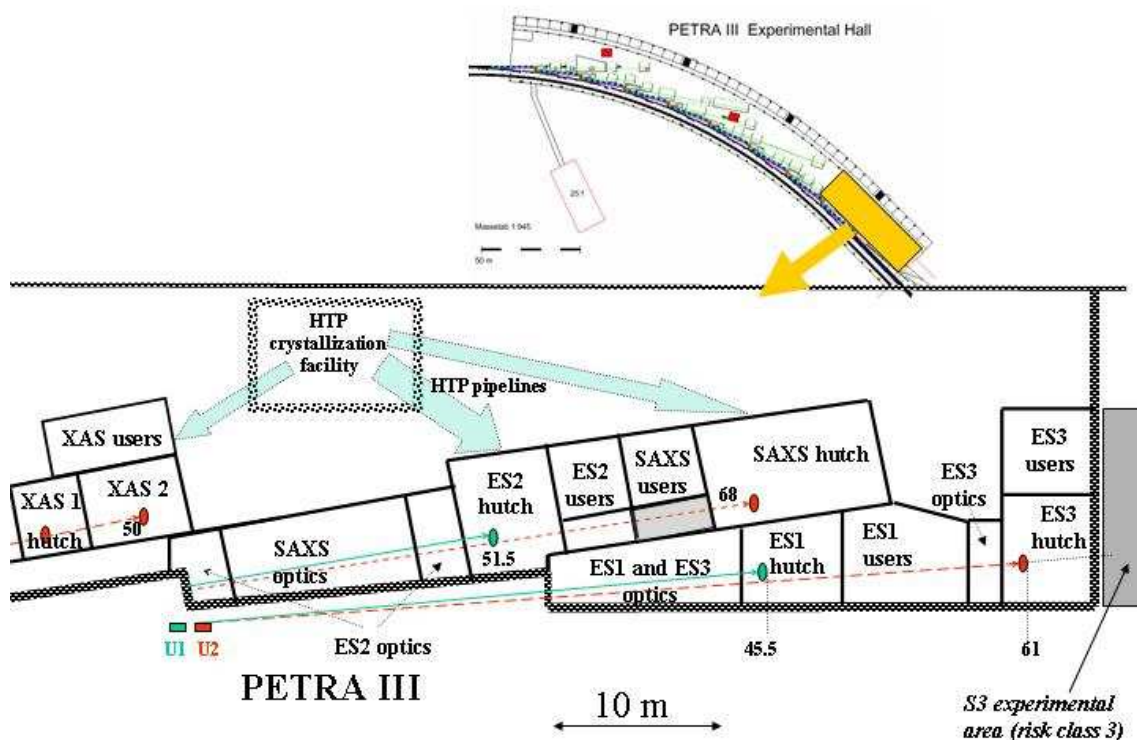 PETRA III Experimental Hall
25.1
Massstab 1:945
50 m
HTP
crystallization
facility
HTP pipelines
XAS users
XAS 1
hutch
XAS 2
50
SAXS
optics
ES2
hutch
51.5
ES2
users
SAXS
users
SAXS hutch
68
ES3
optics
ES3
users
ES3
hutch
ES1 and ES3
optics
ES1
hutch
ES1
users
U1
U2
ES2 optics
45.5
61
PETRA III
10 m
S3 experimental
area (risk class 3)